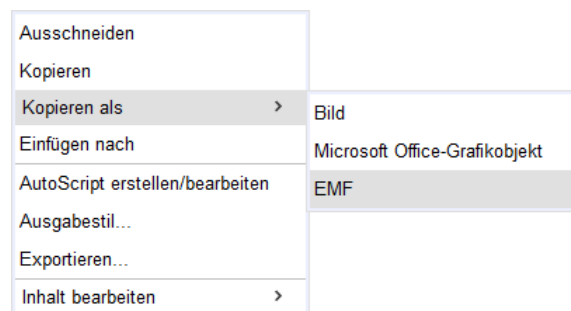 Ausschneiden
Kopieren
Kopieren als
Einfügen nach
AutoScript erstellen/bearbeiten
Ausgabestil...
Exportieren...
Inhalt bearbeiten
Bild
Microsoft Office-Grafikobjekt
EMF